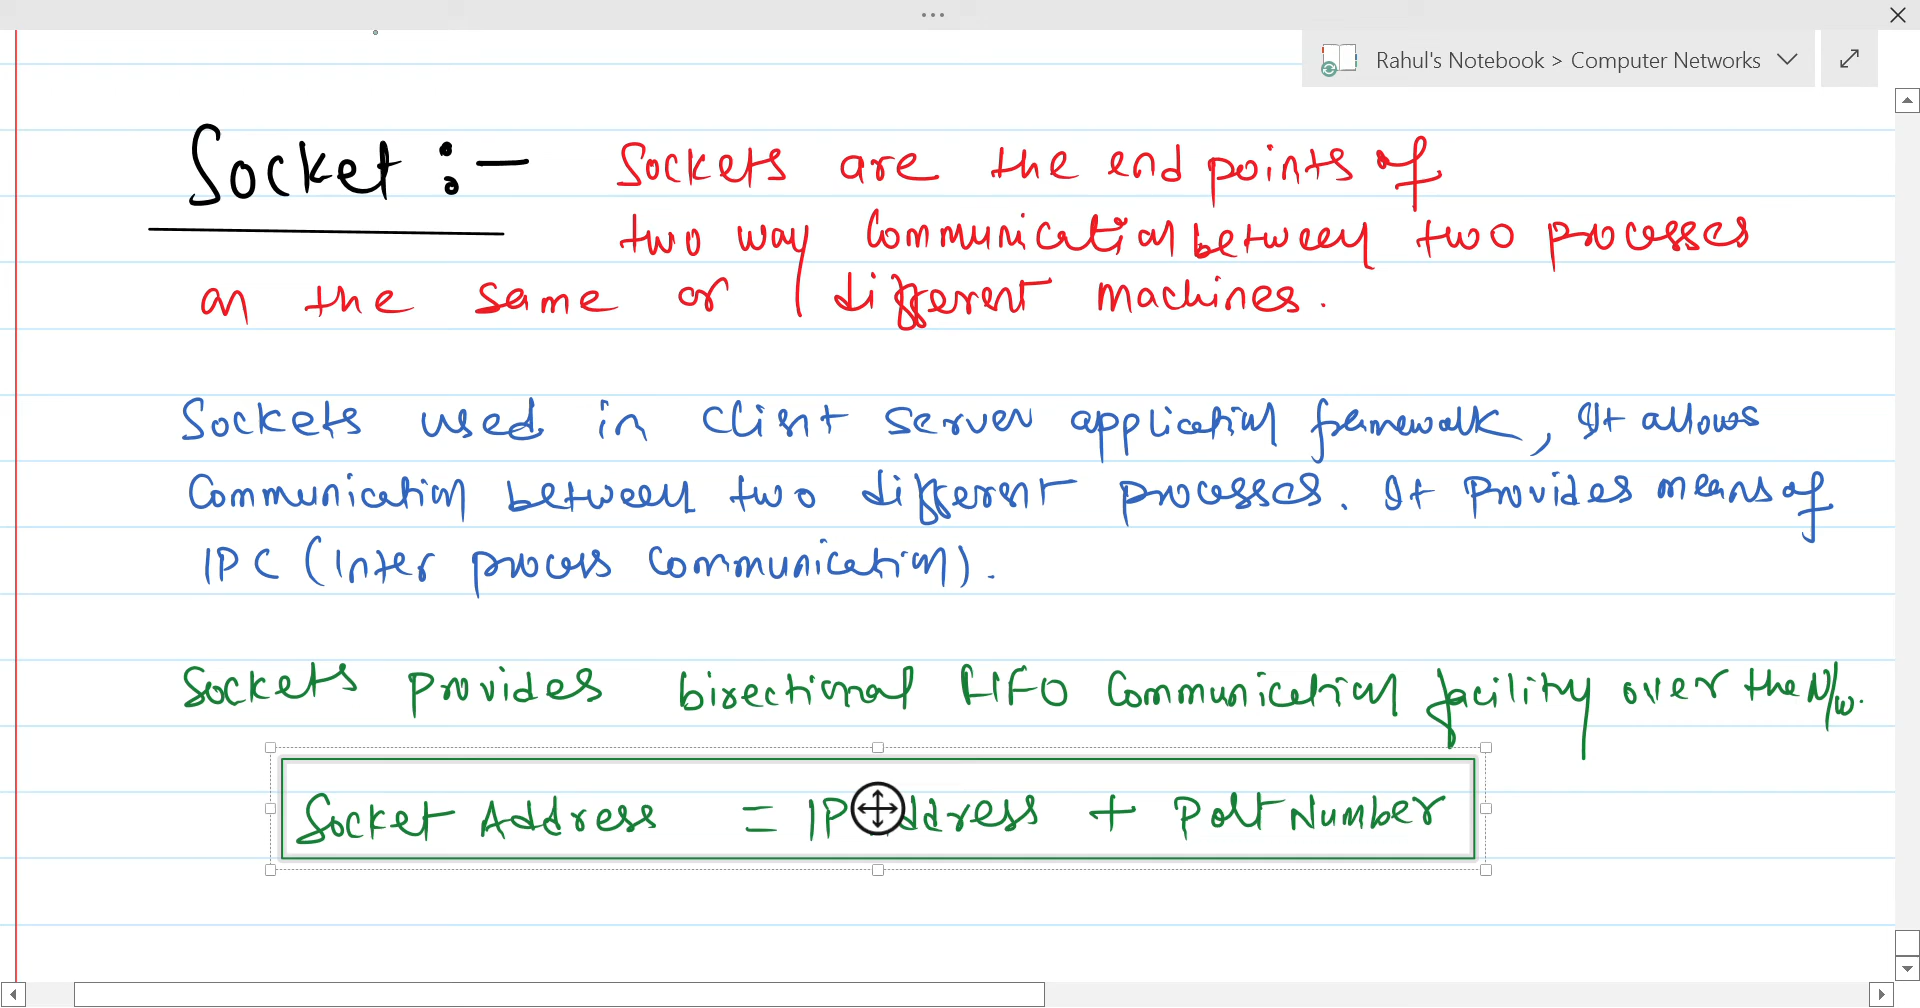 Rahul's Notebook > Computer Networks
Socket :- Sockets are the end points of
two way Communication between two processes
on the same or different machines.
Sockets used in client server application framework, It allows
Communication between two different processes. It Provides means of
IPC (Inter process Communication).
Sockets Provides birectional FIFO Communication facility over the N/w.
Socket Address = IP Address + Port Number